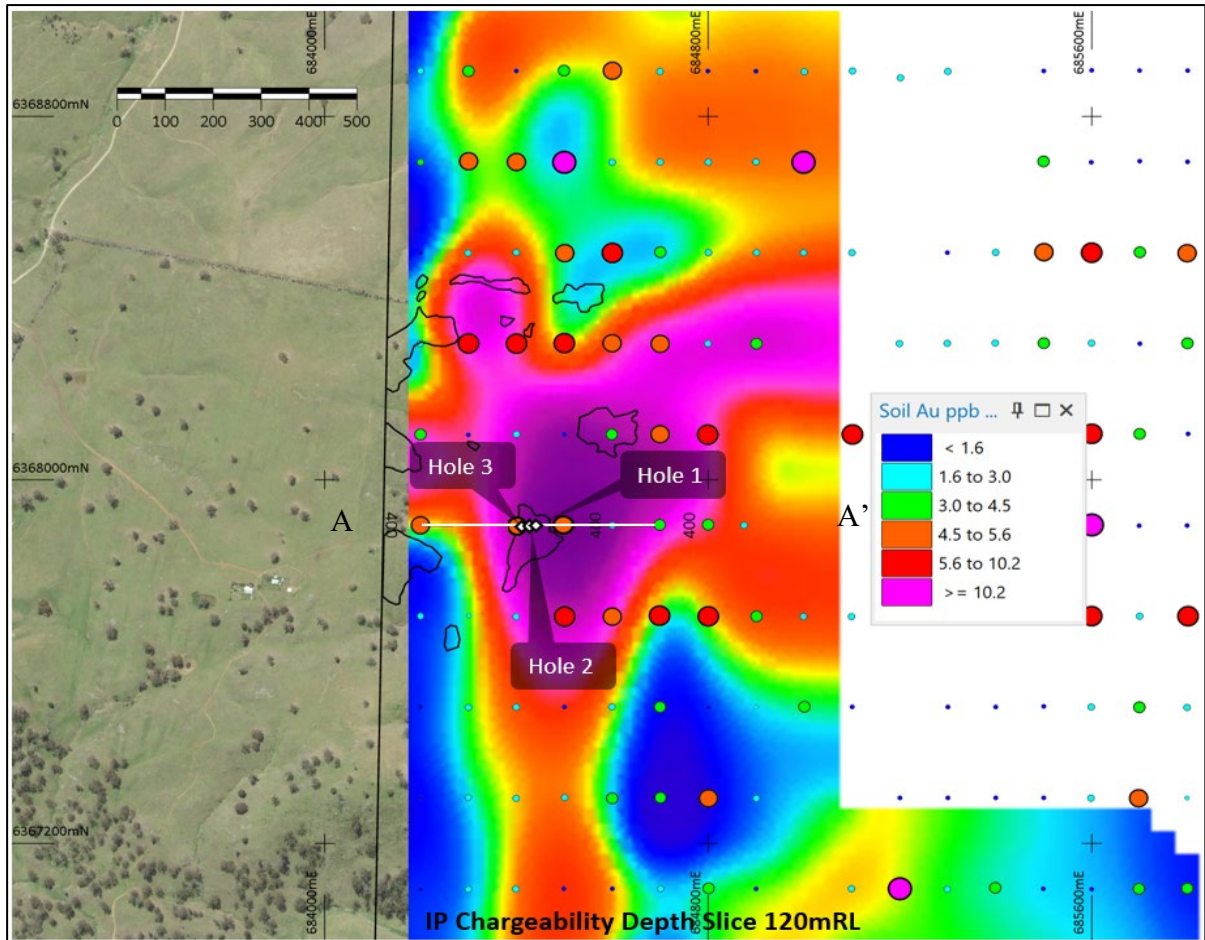 684000mE
684800mE
685600mE
6368800mN
0 100 200 300 400 500
Soil Au ppb ...
< 1.6
1.6 to 3.0
3.0 to 4.5
4.5 to 5.6
5.6 to 10.2
>= 10.2
6368000mN
Hole 3
Hole 1
A
400
400
400
A’
Hole 2
6367200mN
684000mE
684800mE
685600mE
IP Chargeability Depth Slice 120mRL